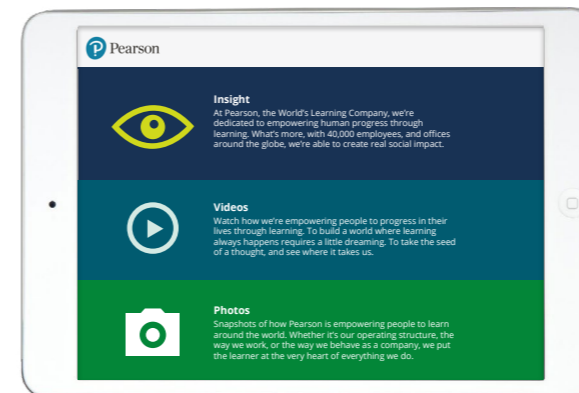 Pearson
Insight
At Pearson, the World's Learning Company, we're
dedicated to empowering human progress through
learning. What's more, with 40,000 employees, and offices
around the globe, we're able to create real social impact.
Videos
Watch how we're empowering people to progress in their
lives through learning. To build a world where learning
always happens requires a little dreaming. To take the seed
of a thought, and see where it takes us.
Photos
Snapshots of how Pearson is empowering people to learn
around the world. Whether it's our operating structure, the
way we work, or the way we behave as a company, we put
the learner at the very heart of everything we do.